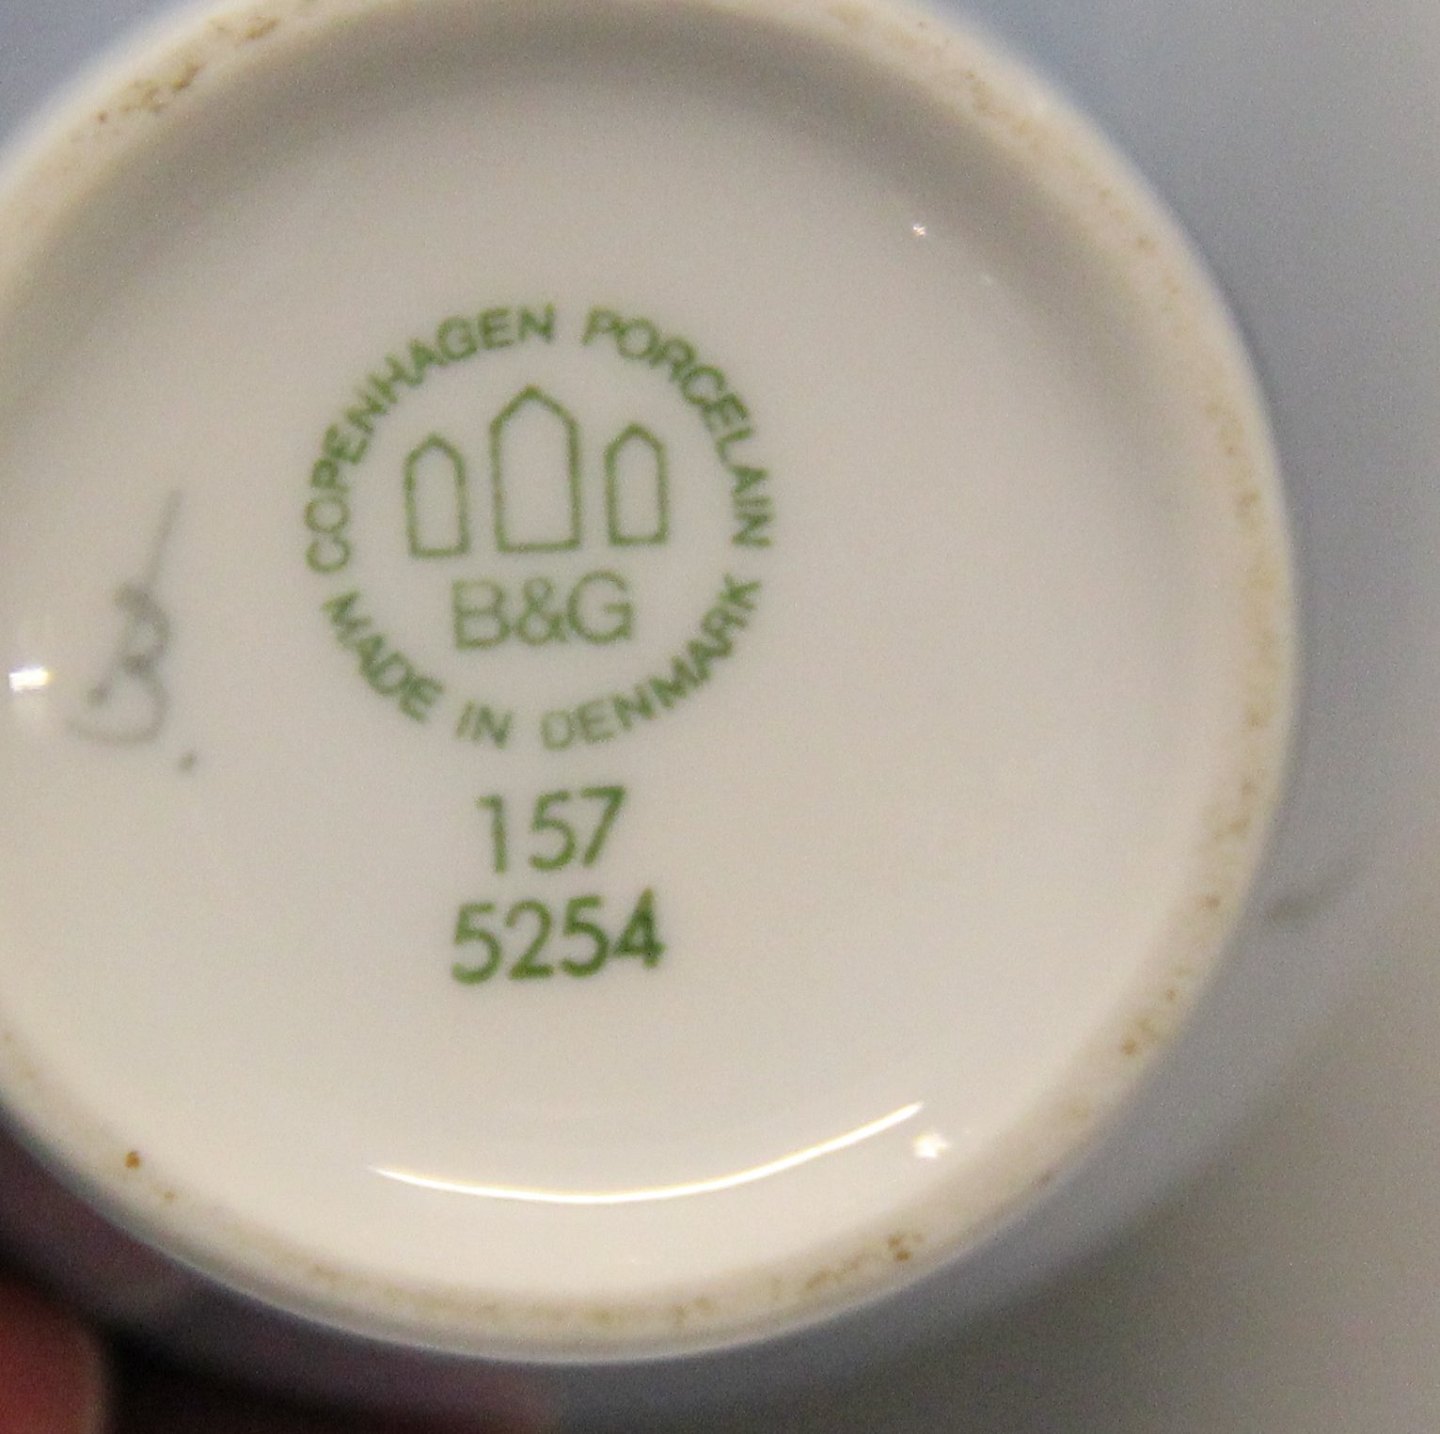 COPENHAGEN PORCELAIN
B&G
MADE IN DENMARK
157
5254